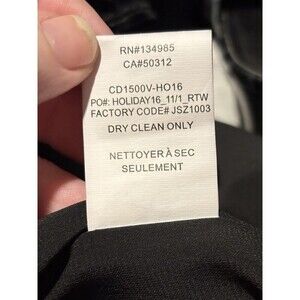 RN#134985
CA#50312
CD1500V-HO16
PO#: HOLIDAY16_11/1_RTW
FACTORY CODE# JSZ1003
DRY CLEAN ONLY
NETTOYER À SEC
SEULEMENT